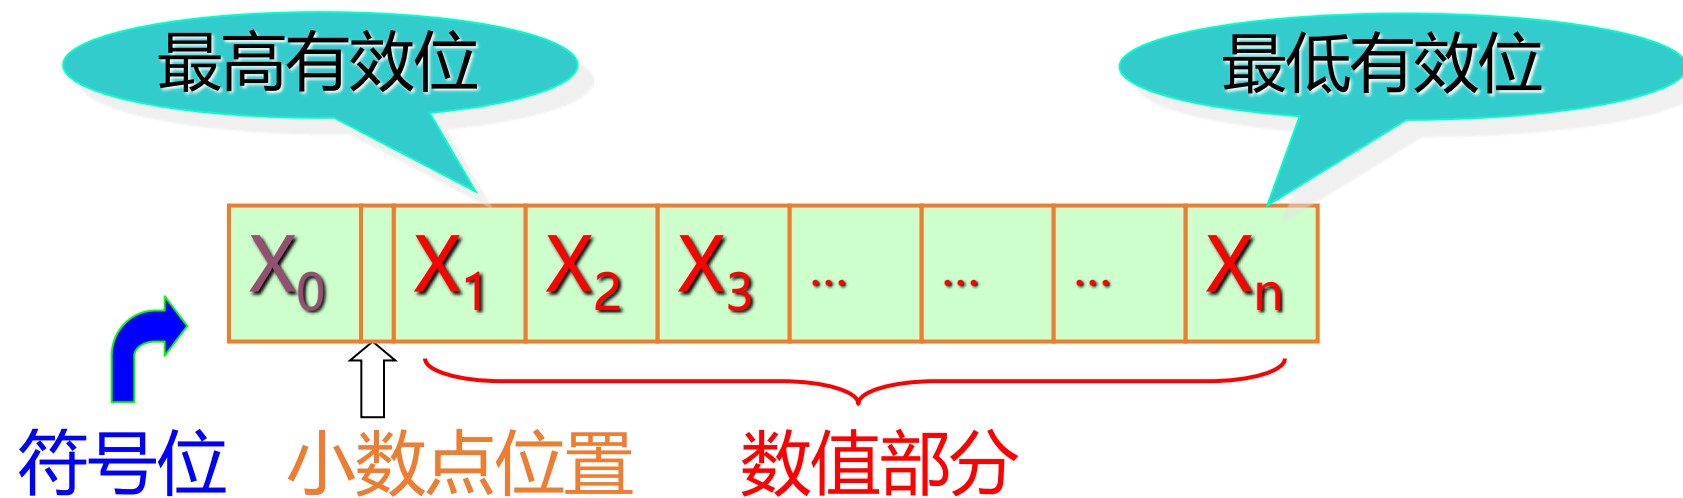 最高有效位 最低有效位
X0 X1 X2 X3 ... ... ... Xn
符号位 小数点位置 数值部分